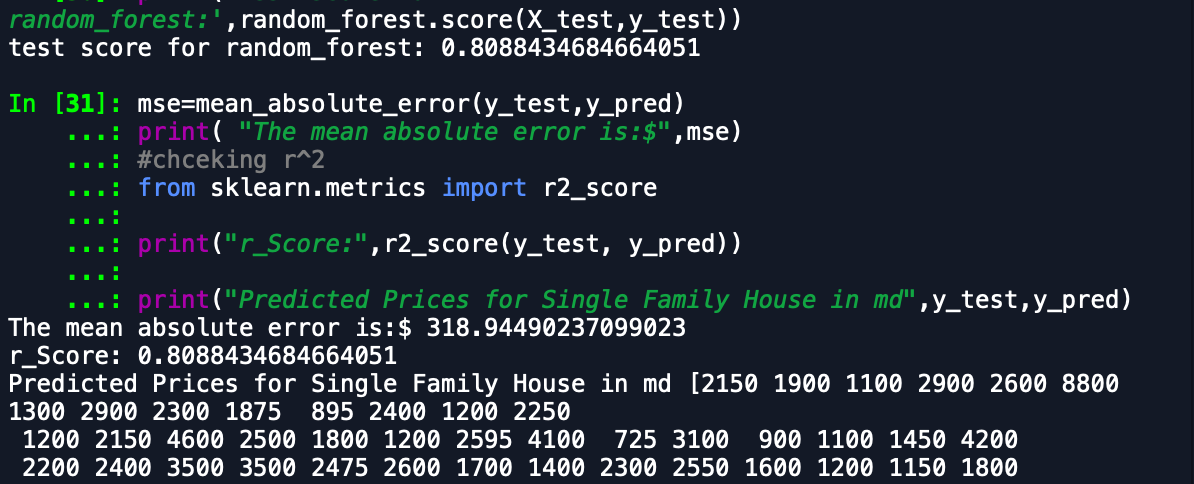 random_forest:',random_forest.score(X_test,y_test))
test score for random_forest: 0.8088434684664051
In [31]: mse=mean_absolute_error(y_test,y_pred)
...: print( "The mean absolute error is:$",mse)
...: #chceking r^2
...: from sklearn.metrics import r2_score
...:
...: print("r_Score:",r2_score(y_test, y_pred))
...:
...: print("Predicted Prices for Single Family House in md",y_test,y_pred)
The mean absolute error is:$ 318.94490237099023
r_Score: 0.8088434684664051
Predicted Prices for Single Family House in md [2150 1900 1100 2900 2600 8800
1300 2900 2300 1875  895 2400 1200 2250
1200 2150 4600 2500 1800 1200 2595 4100  725 3100  900 1100 1450 4200
2200 2400 3500 3500 2475 2600 1700 1400 2300 2550 1600 1200 1150 1800